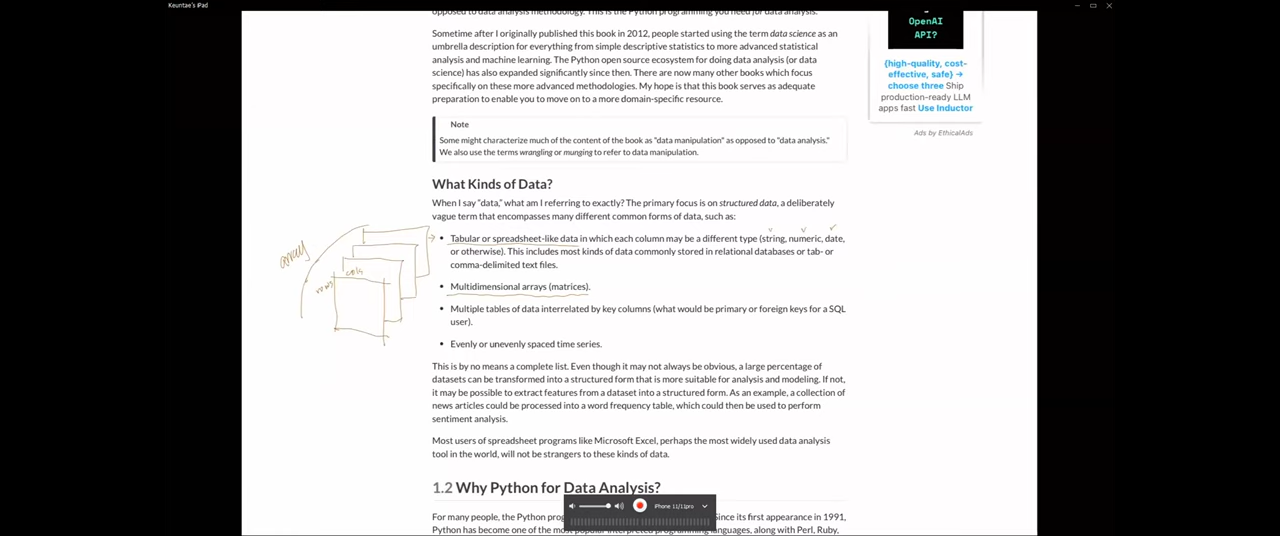 Keuntae's iPad
opposed to data analysis methodology. This is the Python programming you need for data analysis.
Sometime after I originally published this book in 2012, people started using the term data science as an
umbrella description for everything from simple descriptive statistics to more advanced statistical
analysis and machine learning. The Python open source ecosystem for doing data analysis (or data
science) has also expanded significantly since then. There are now many other books which focus
specifically on these more advanced methodologies. My hope is that this book serves as adequate
preparation to enable you to move on to a more domain-specific resource.
Note
Some might characterize much of the content of the book as "data manipulation" as opposed to "data analysis."
We also use the terms wrangling or munging to refer to data manipulation.
What Kinds of Data?
When I say "data," what am I referring to exactly? The primary focus is on structured data, a deliberately
vague term that encompasses many different common forms of data, such as:
• Tabular or spreadsheet-like data in which each column may be a different type (string, numeric, date,
or otherwise). This includes most kinds of data commonly stored in relational databases or tab- or
comma-delimited text files.
• Multidimensional arrays (matrices).
• Multiple tables of data interrelated by key columns (what would be primary or foreign keys for a SQL
user).
• Evenly or unevenly spaced time series.
This is by no means a complete list. Even though it may not always be obvious, a large percentage of
datasets can be transformed into a structured form that is more suitable for analysis and modeling. If not,
it may be possible to extract features from a dataset into a structured form. As an example, a collection of
news articles could be processed into a word frequency table, which could then be used to perform
sentiment analysis.
Most users of spreadsheet programs like Microsoft Excel, perhaps the most widely used data analysis
tool in the world, will not be strangers to these kinds of data.
1.2 Why Python for Data Analysis?
For many people, the Python prog
Since its first appearance in 1991,
Python has become one of the most popular interpreted programming languages, along with Perl, Ruby,
iPhone 11/11pro
arrays
cols
rows
OpenAI
API?
{high-quality, cost-
effective, safe} →
choose three Ship
production-ready LLM
apps fast Use Inductor
Ads by EthicalAds